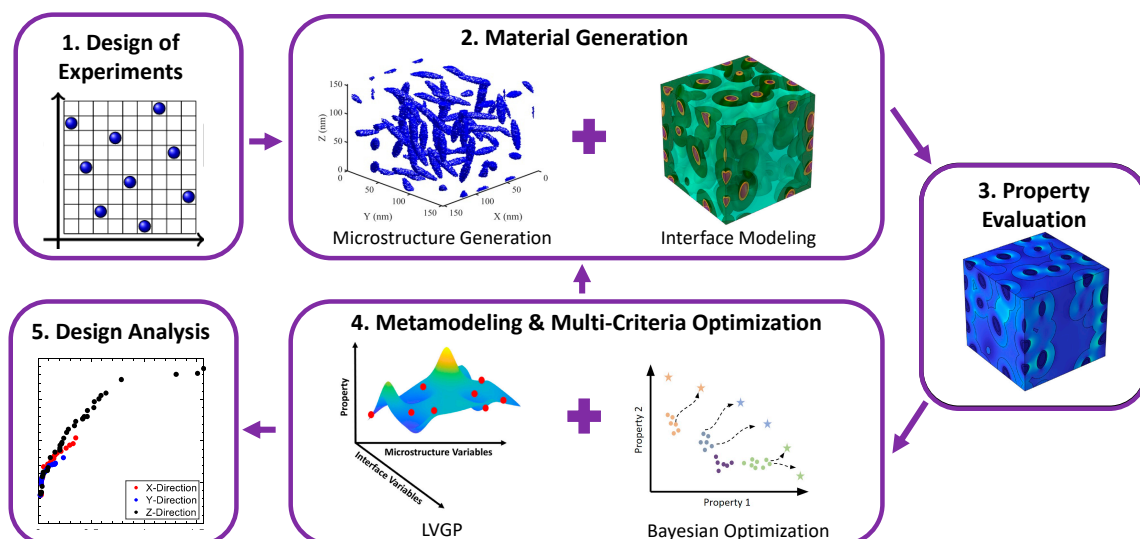 1. Design of
Experiments
2. Material Generation
150
100
50
0
Z (nm)
0
50
100
150
Y (nm)
150
100
50
0
X (nm)
Microstructure Generation
Interface Modeling
3. Property
Evaluation
4. Metamodeling & Multi-Criteria Optimization
Property
Microstructure Variables
Interface Variables
LVGP
Property 2
Property 1
Bayesian Optimization
5. Design Analysis
X-Direction
Y-Direction
Z-Direction